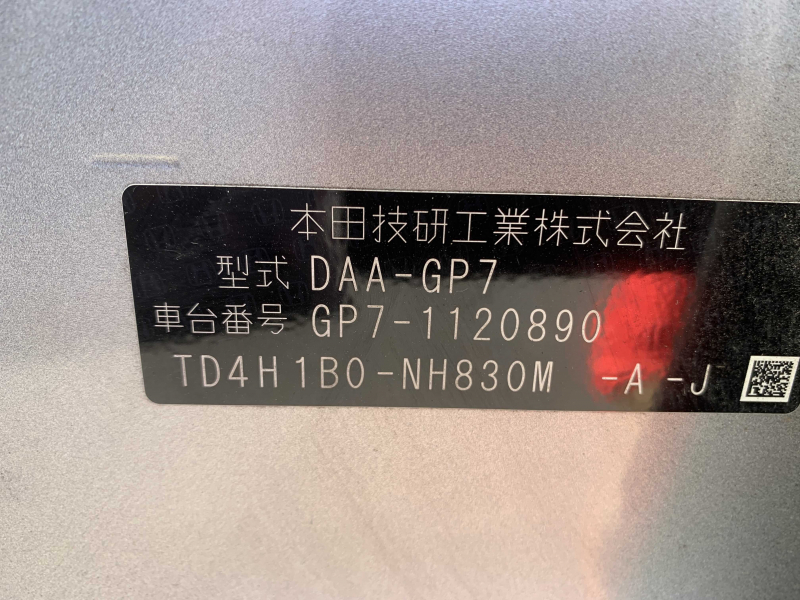 本田技研工業株式会社
型式 DAA-GP7
車台番号 GP7-1120890
TD4H1B0-NH830M -A-J